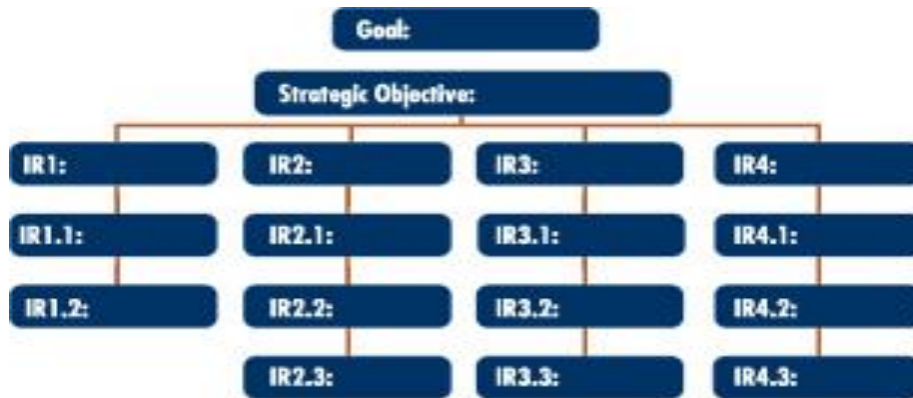 Goal:
Strategic Objective:
IR1: IR2: IR3: IR4:
IR1.1: IR2.1: IR3.1: IR4.1:
IR1.2: IR2.2: IR3.2: IR4.2:
IR2.3: IR3.3: IR4.3: